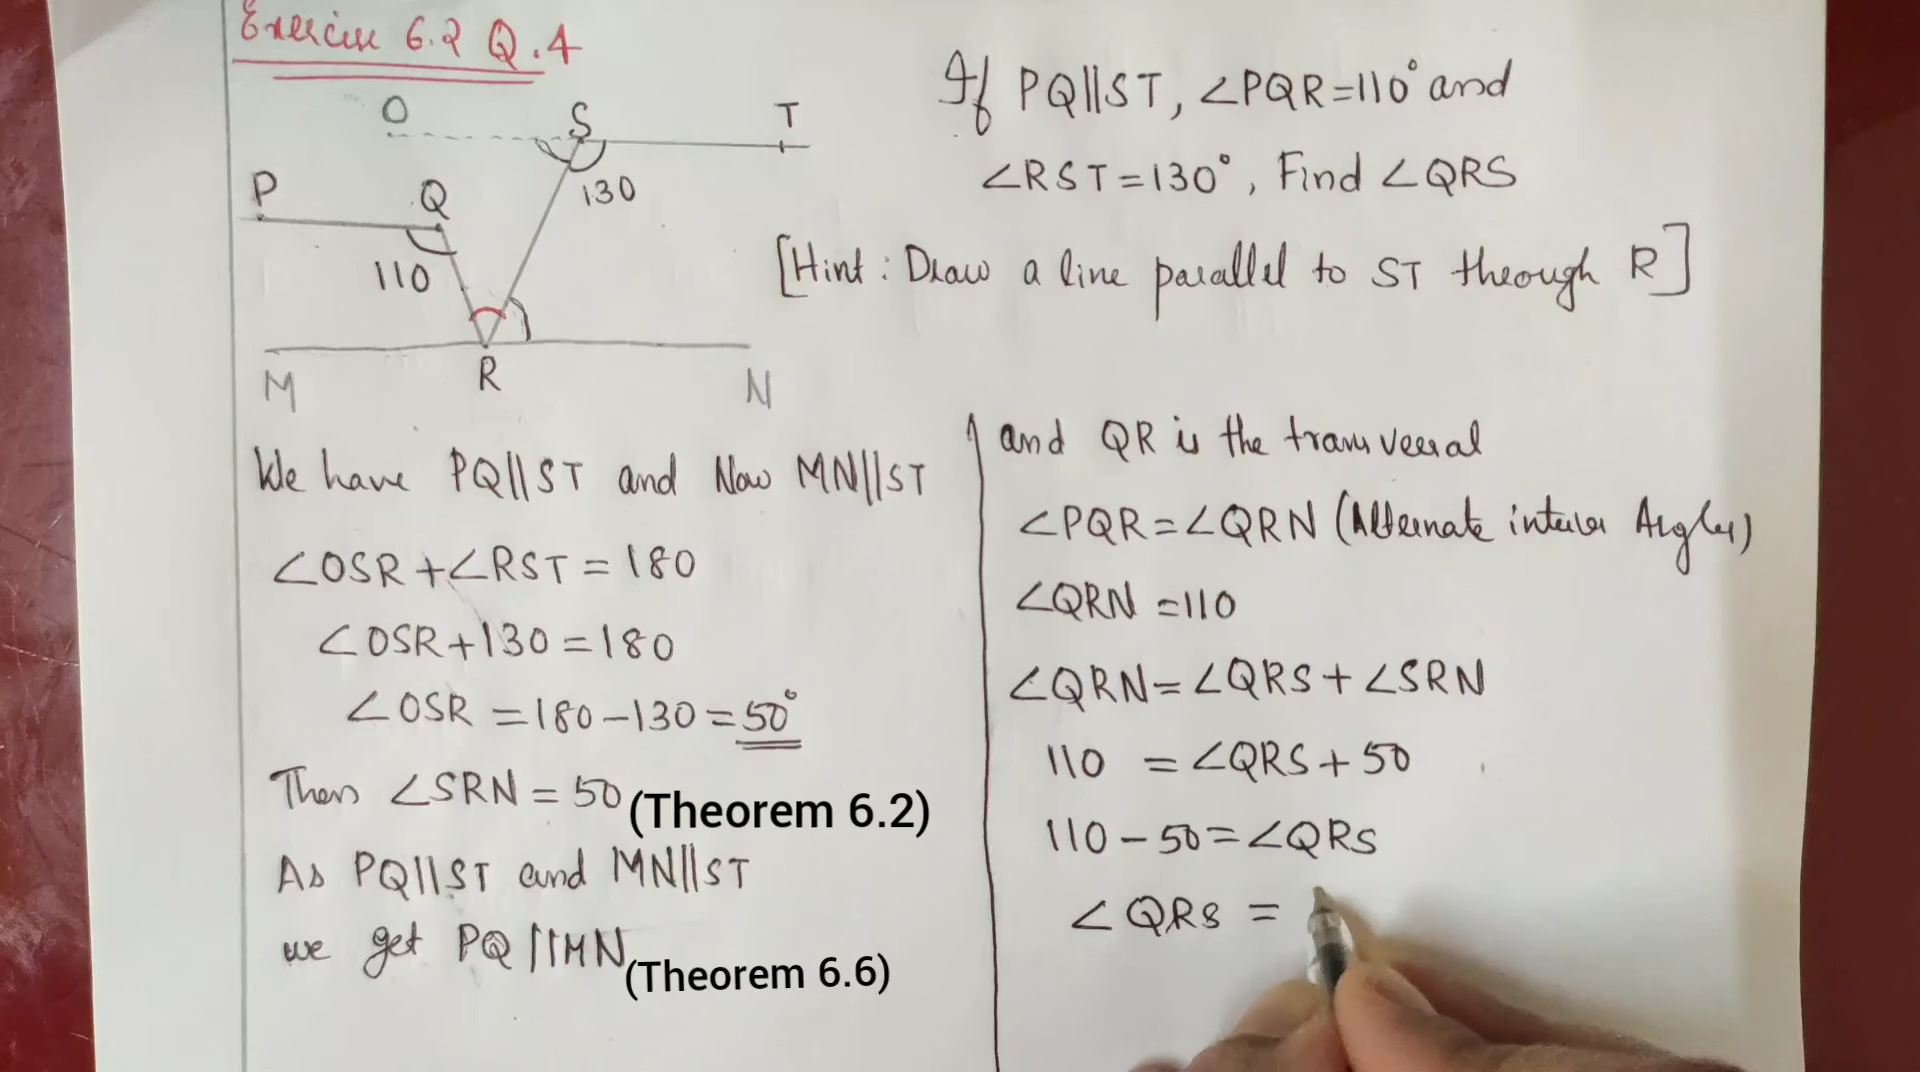 Exercise 6.2 Q.4
O S T
P Q 130
110
R
M N
If PQ||ST, ∠PQR=110° and
∠RST=130°, Find ∠QRS
[Hint: Draw a line parallel to ST through R]
We have PQ||ST and Now MN||ST
∠OSR+∠RST=180
∠OSR+130=180
∠OSR=180-130=50°
Then ∠SRN=50 (Theorem 6.2)
As PQ||ST and MN||ST
we get PQ||MN (Theorem 6.6)
and QR is the transversal
∠PQR=∠QRN (Alternate interior Angles)
∠QRN=110
∠QRN=∠QRS+∠SRN
110 =∠QRS+50
110-50=∠QRS
∠QRS =